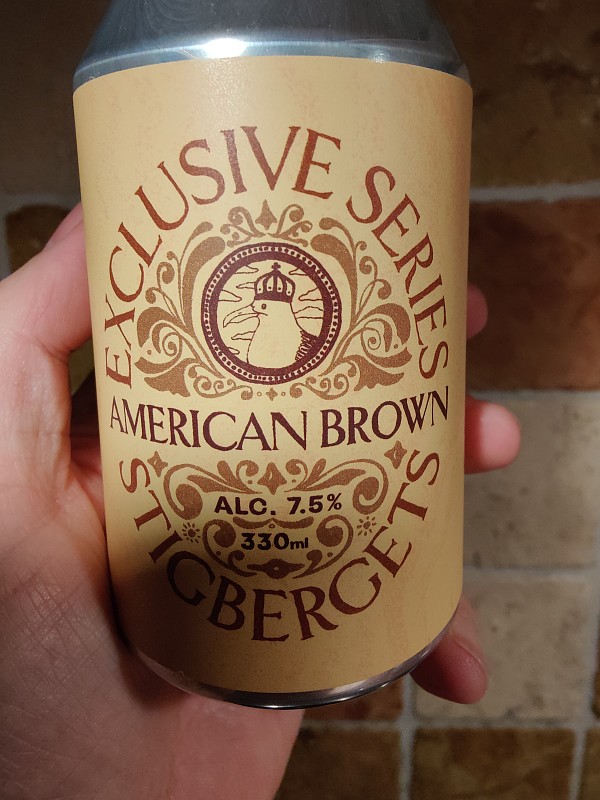 EXCLUSIVE SERIES
AMERICAN BROWN
ALC. 7.5%
330ml
STIGBERGETS